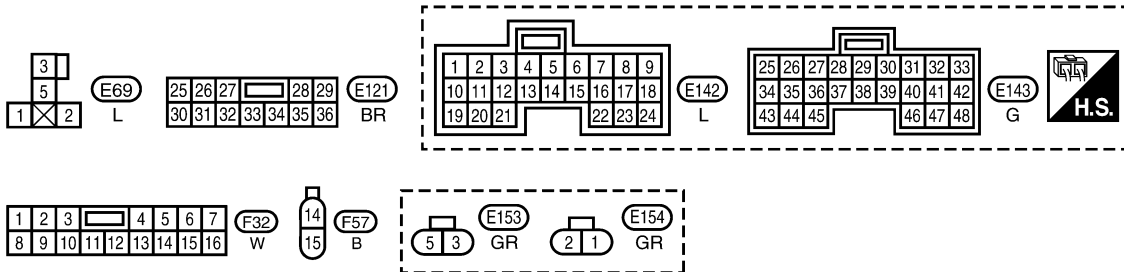 3
5
1 2
E69
L
25 26 27 28 29
30 31 32 33 34 35 36
E121
BR
1 2 3 4 5 6 7 8 9
10 11 12 13 14 15 16 17 18
19 20 21 22 23 24
E142
L
25 26 27 28 29 30 31 32 33
34 35 36 37 38 39 40 41 42
43 44 45 46 47 48
E143
G
H.S.
1 2 3 4 5 6 7
8 9 10 11 12 13 14 15 16
F32
W
14
15
F57
B
5 3
E153
GR
2 1
E154
GR